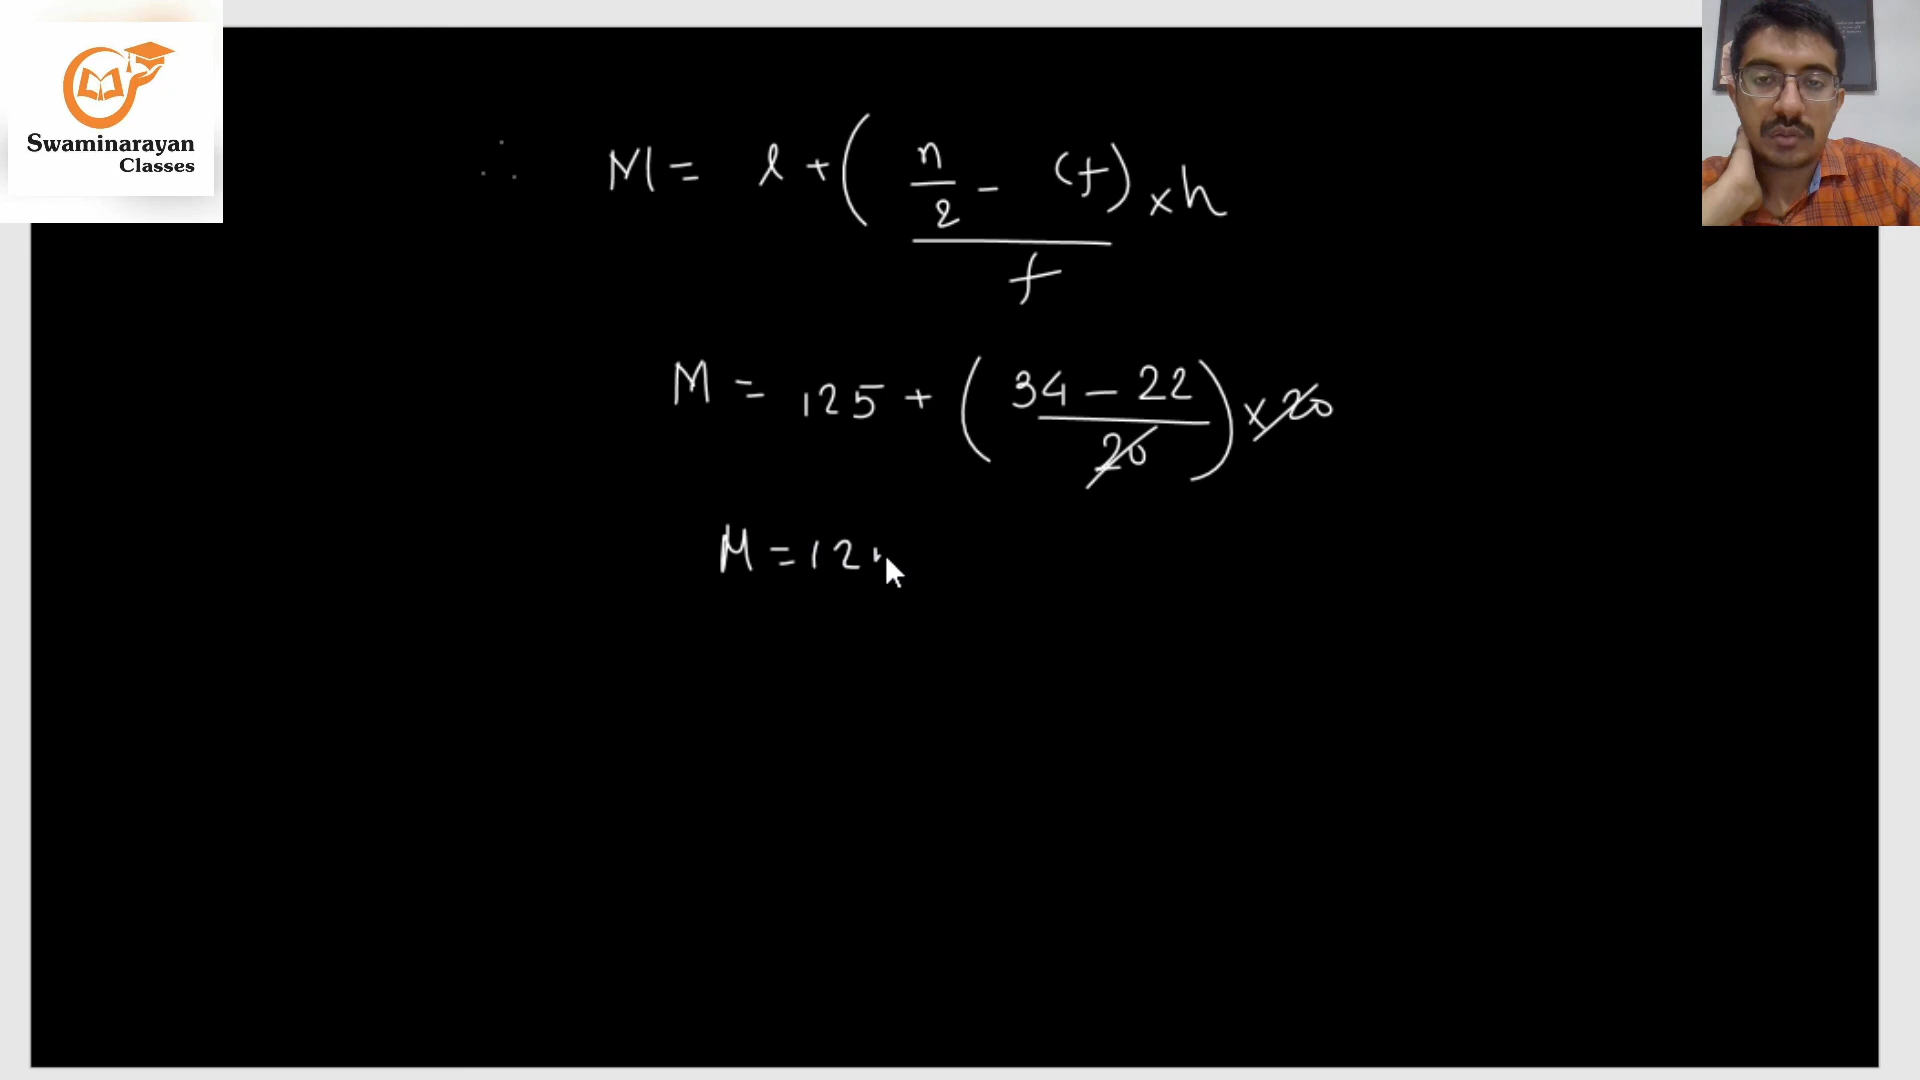 Swaminarayan
Classes
∴ M = l + ( n/2 - cf ) / f × h
M = 125 + ( 34 - 22 / 20 ) × 20
M = 12